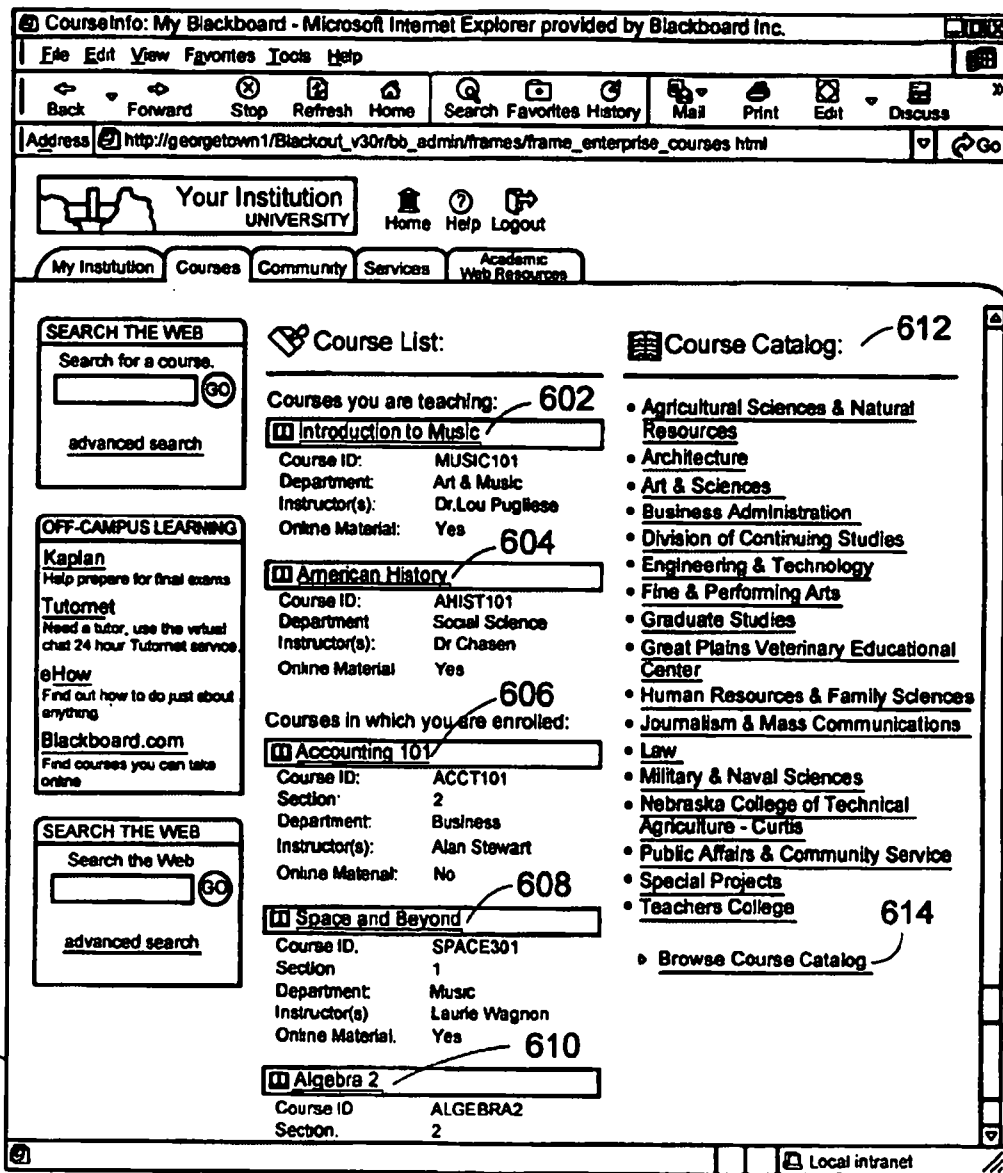 CourseInfo: My Blackboard - Microsoft Internet Explorer provided by Blackboard Inc.
File Edit View Favorites Tools Help
Back Forward Stop Refresh Home Search Favorites History Mail Print Edit Discuss »
Address http://georgetown1/Blackout_v30r/bb_admin/frames/frame_enterprise_courses html Go
Your Institution
UNIVERSITY
Home Help Logout
My Institution Courses Community Services Academic Web Resources
SEARCH THE WEB
Search for a course.
GO
advanced search
OFF-CAMPUS LEARNING
Kaplan
Help prepare for final exams
Tutornet
Need a tutor, use the virtual
chat 24 hour Tutornet service.
eHow
Find out how to do just about
anything
Blackboard.com
Find courses you can take
online
SEARCH THE WEB
Search the Web
GO
advanced search
Course List:
Courses you are teaching: 602
Introduction to Music
Course ID: MUSIC101
Department: Art & Music
Instructor(s): Dr.Lou Pugliese
Online Material: Yes
604
American History
Course ID: AHIST101
Department Social Science
Instructor(s): Dr Chasen
Online Material Yes
606
Courses in which you are enrolled:
Accounting 101
Course ID: ACCT101
Section: 2
Department: Business
Instructor(s): Alan Stewart
Online Material: No
608
Space and Beyond
Course ID. SPACE301
Section 1
Department: Music
Instructor(s) Laurie Wagnon
Online Material. Yes
610
Algebra 2
Course ID ALGEBRA2
Section. 2
Course Catalog: 612
• Agricultural Sciences & Natural
Resources
• Architecture
• Art & Sciences
• Business Administration
• Division of Continuing Studies
• Engineering & Technology
• Fine & Performing Arts
• Graduate Studies
• Great Plains Veterinary Educational
Center
• Human Resources & Family Sciences
• Journalism & Mass Communications
• Law
• Military & Naval Sciences
• Nebraska College of Technical
Agriculture - Curtis
• Public Affairs & Community Service
• Special Projects
• Teachers College
614
Browse Course Catalog
Local intranet